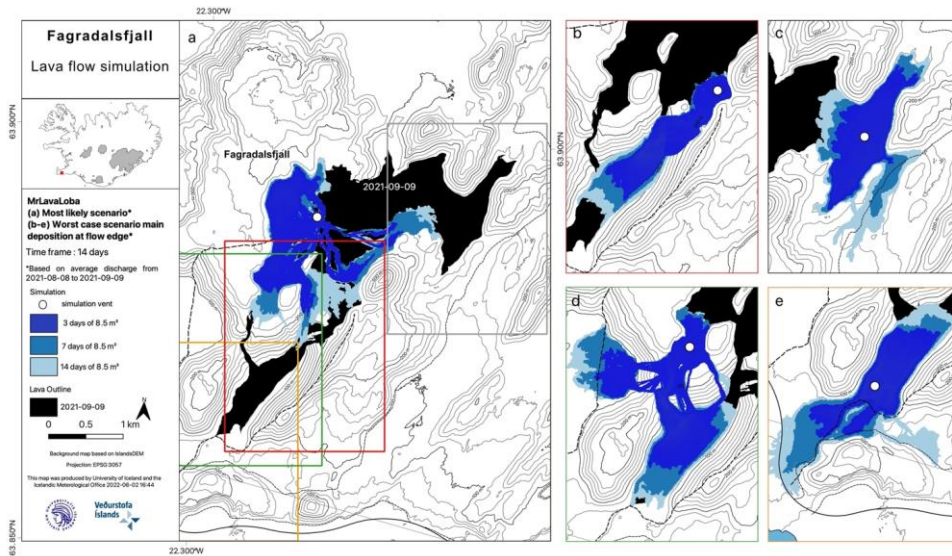 Fagradalsfjall
Lava flow simulation
MrLavaLoba
(a) Most likely scenario*
(b-e) Worst case scenario main
deposition at flow edge*
Time frame : 14 days
*Based on average discharge from
2021-08-08 to 2021-09-09
Simulation
simulation vent
3 days of 8.5 m³
7 days of 8.5 m³
14 days of 8.5 m³
Lava Outline
2021-09-09
N
0 0.5 1 km
Background map based on IslandsDEM
Projection: EPSG:3057
This map was produced by University of Iceland and the
Icelandic Meterological Office 2022-06-02 16:44
Veðurstofa
Íslands
22.300°W
63.900°N
63.850°N
a
Fagradalsfjall
2021-09-09
22.300°W
b
63.900°N
c
d
e